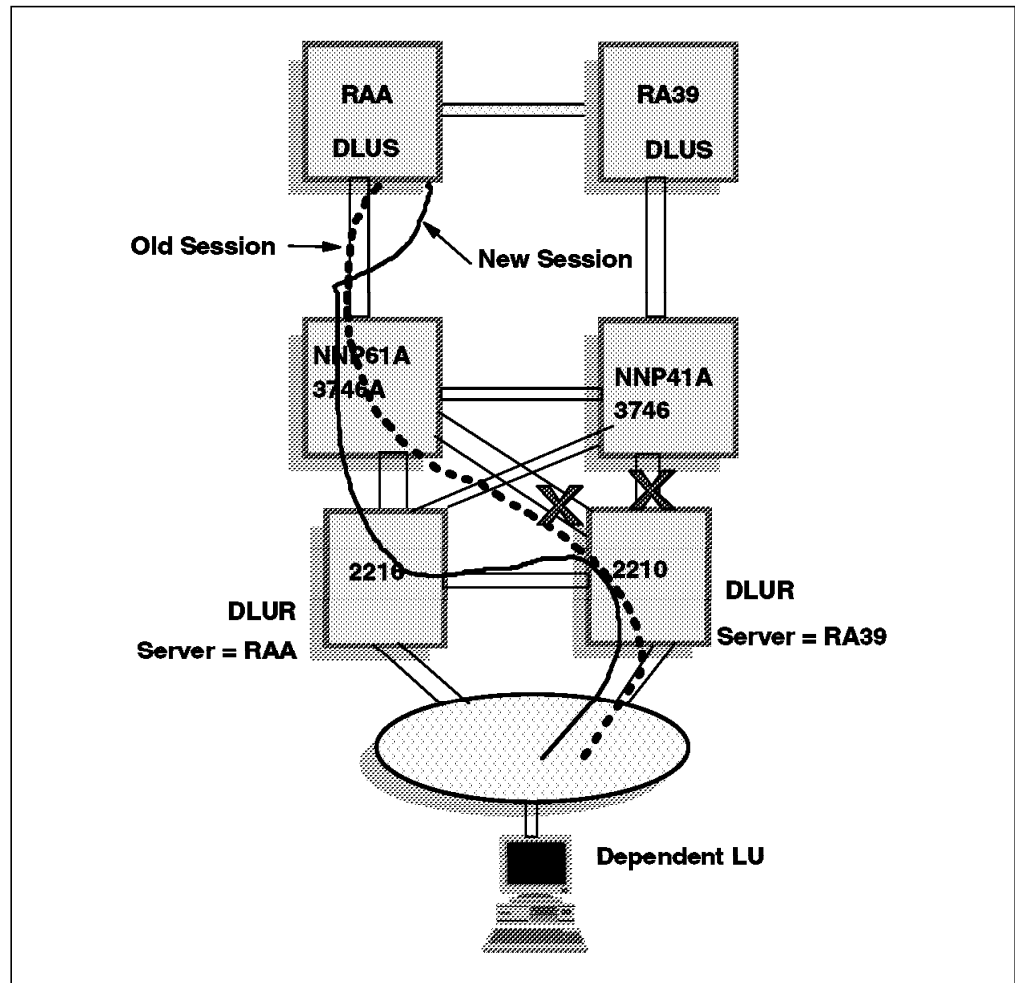 RAA
DLUS
RA39
DLUS
Old Session
New Session
NNP61A
3746A
NNP41A
3746
2216
2210
DLUR
Server = RAA
DLUR
Server = RA39
Dependent LU